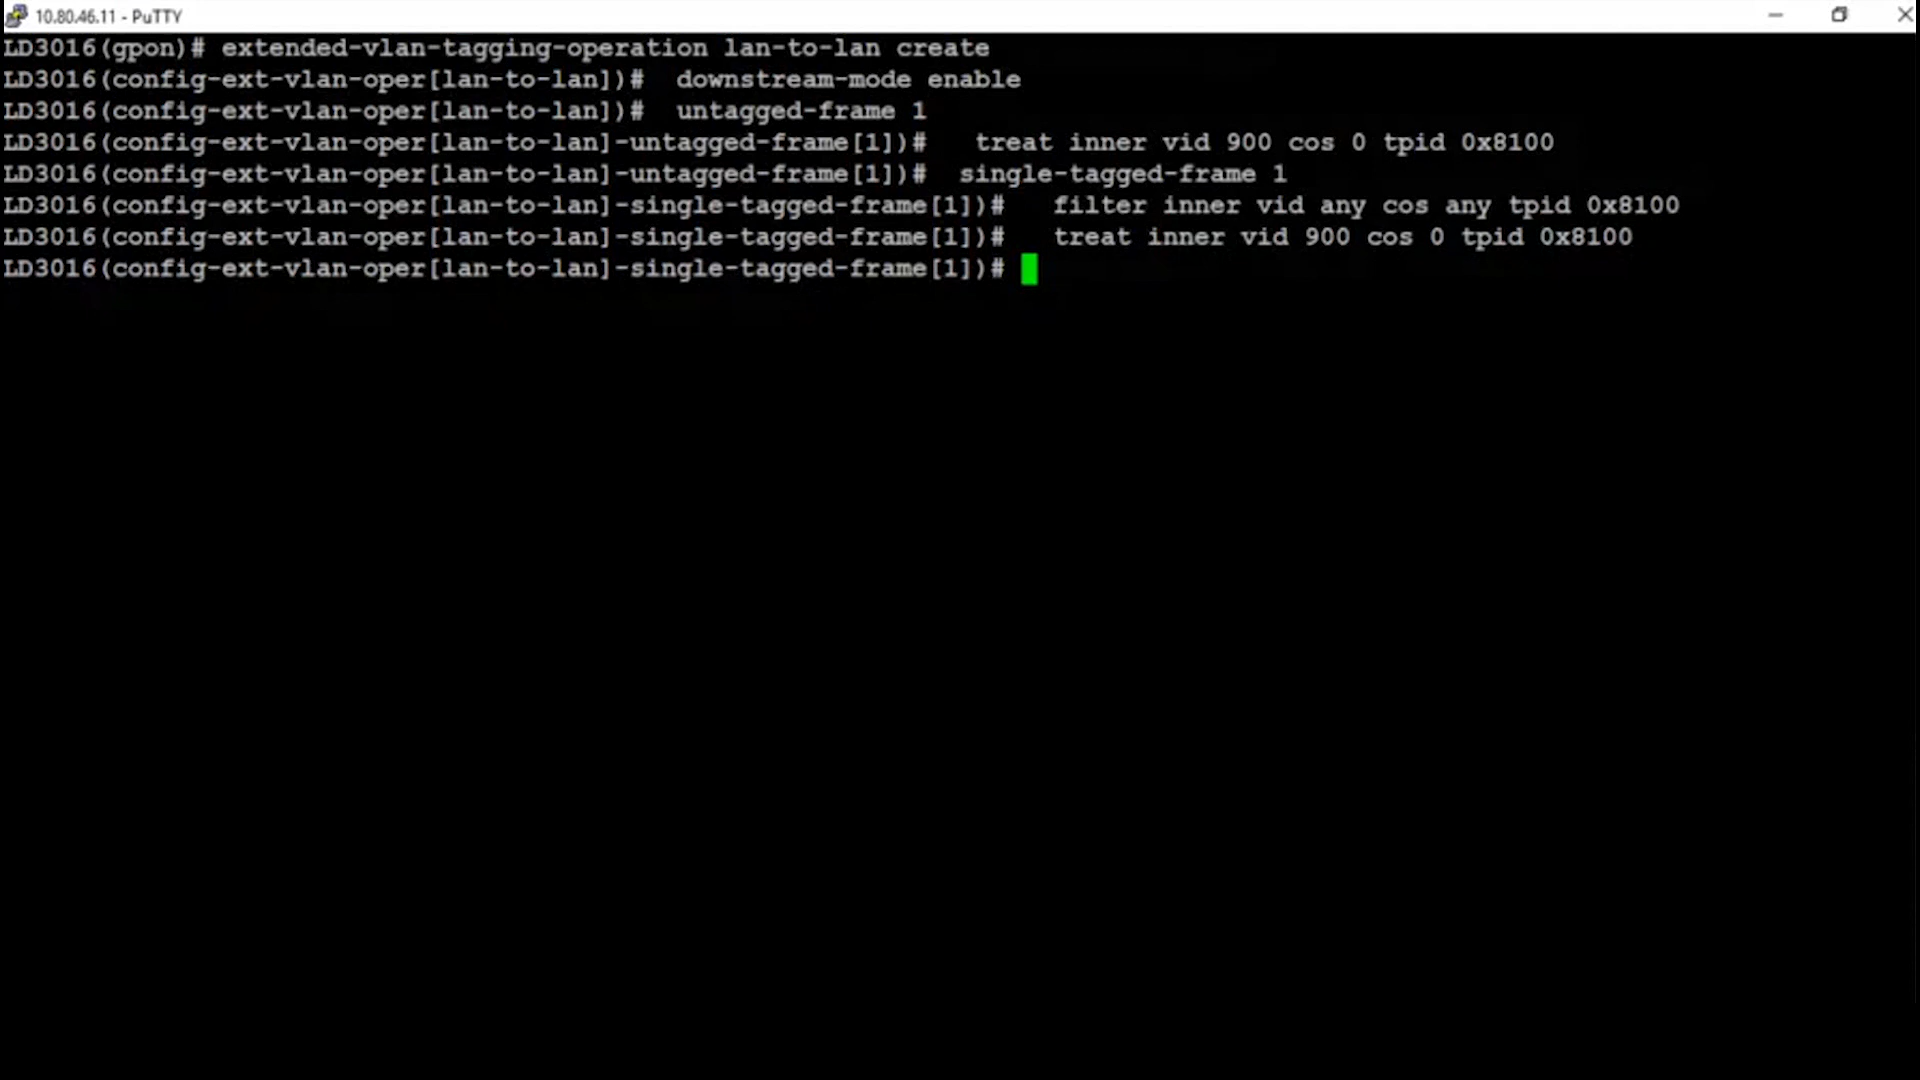 10.80.46.11 - PuTTY
LD3016(gpon)# extended-vlan-tagging-operation lan-to-lan create
LD3016(config-ext-vlan-oper[lan-to-lan])#  downstream-mode enable
LD3016(config-ext-vlan-oper[lan-to-lan])#  untagged-frame 1
LD3016(config-ext-vlan-oper[lan-to-lan]-untagged-frame[1])#   treat inner vid 900 cos 0 tpid 0x8100
LD3016(config-ext-vlan-oper[lan-to-lan]-untagged-frame[1])#  single-tagged-frame 1
LD3016(config-ext-vlan-oper[lan-to-lan]-single-tagged-frame[1])#   filter inner vid any cos any tpid 0x8100
LD3016(config-ext-vlan-oper[lan-to-lan]-single-tagged-frame[1])#   treat inner vid 900 cos 0 tpid 0x8100
LD3016(config-ext-vlan-oper[lan-to-lan]-single-tagged-frame[1])#